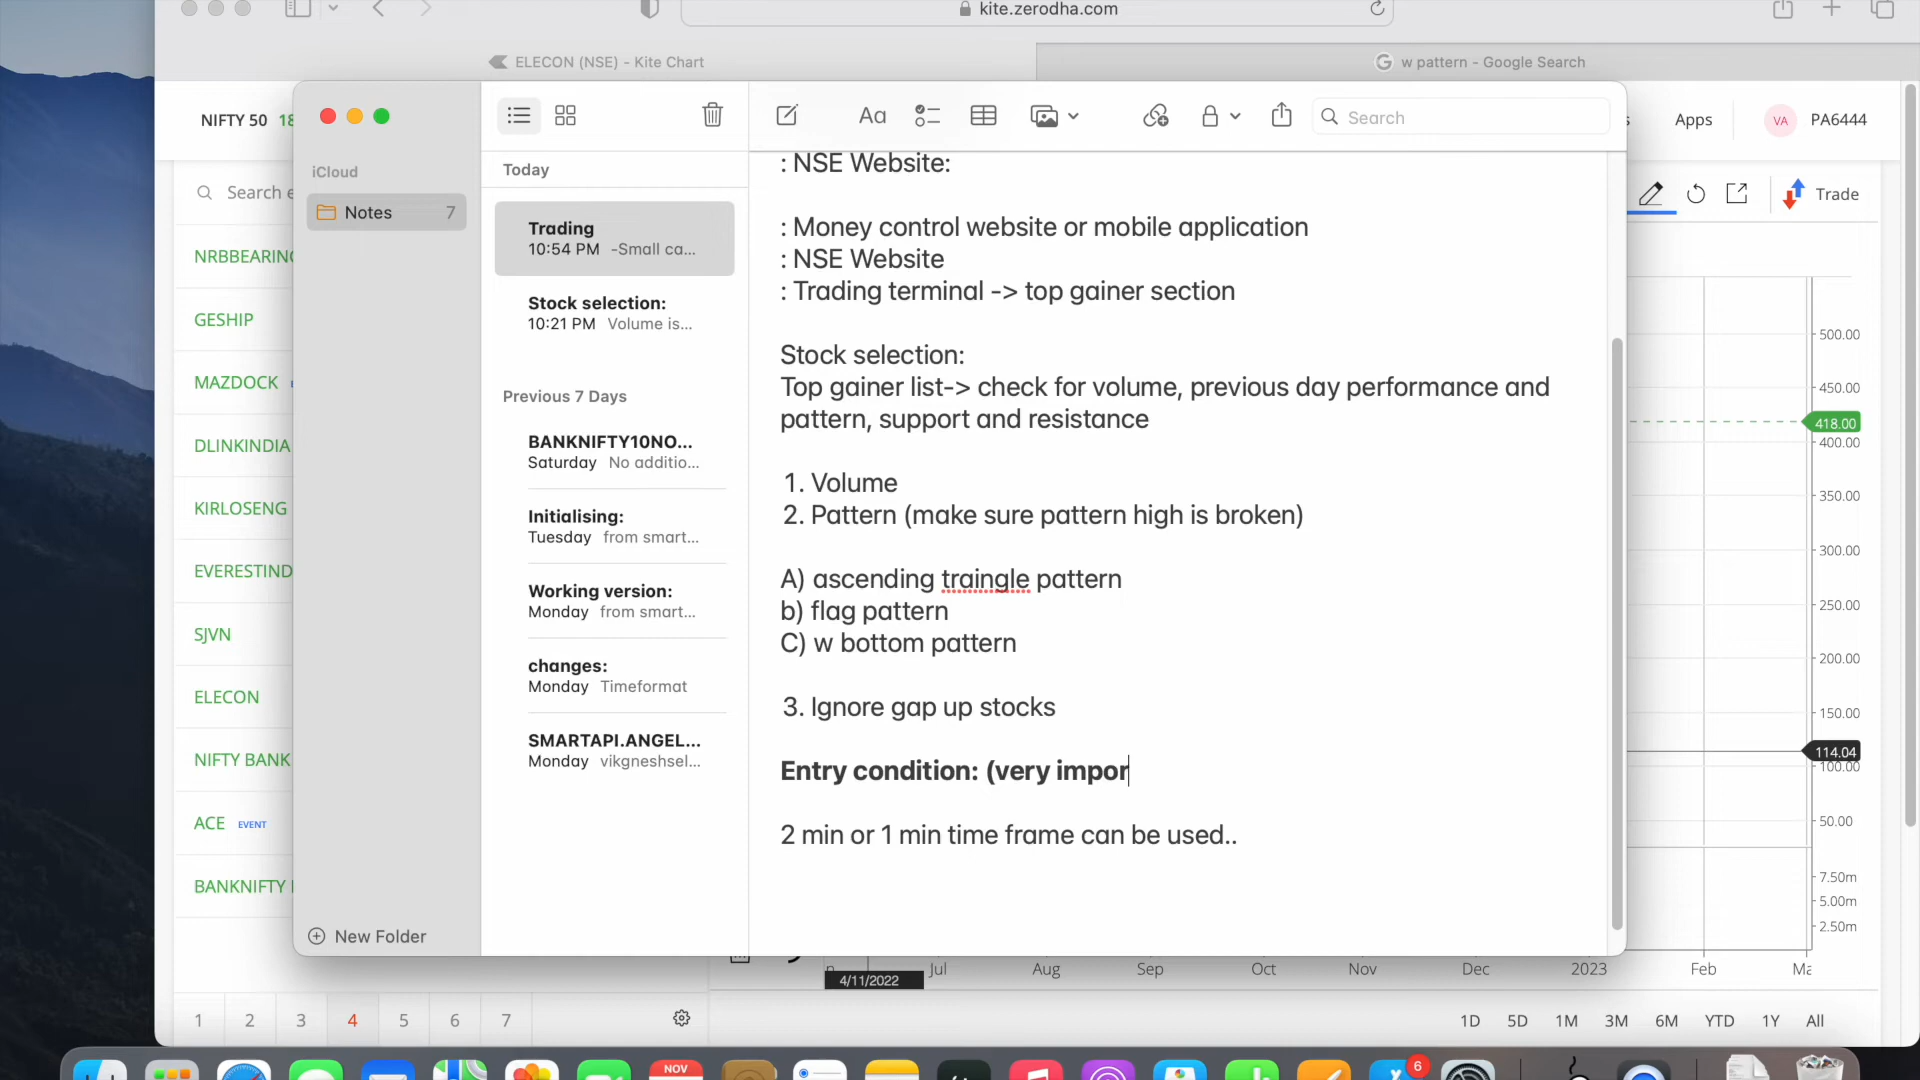 kite.zerodha.com
ELECON (NSE) - Kite Chart
w pattern - Google Search
NIFTY 50 18
Apps
VA
PA6444
Search e
Trade
NRBBEARING
GESHIP
MAZDOCK
DLINKINDIA
KIRLOSENG
EVERESTIND
SJVN
ELECON
NIFTY BANK
ACE EVENT
BANKNIFTY
1 2 3 4 5 6 7
iCloud
Notes 7
New Folder
Today
Trading
10:54 PM -Small ca...
Stock selection:
10:21 PM Volume is...
Previous 7 Days
BANKNIFTY10NO...
Saturday No additio...
Initialising:
Tuesday from smart...
Working version:
Monday from smart...
changes:
Monday Timeformat
SMARTAPI.ANGEL...
Monday vikgneshsel...
Aa
Search
: NSE Website:
: Money control website or mobile application
: NSE Website
: Trading terminal -> top gainer section
Stock selection:
Top gainer list-> check for volume, previous day performance and
pattern, support and resistance
1. Volume
2. Pattern (make sure pattern high is broken)
A) ascending traingle pattern
b) flag pattern
C) w bottom pattern
3. Ignore gap up stocks
Entry condition: (very impor
2 min or 1 min time frame can be used..
500.00
450.00
418.00
400.00
350.00
300.00
250.00
200.00
150.00
114.04
100.00
50.00
7.50m
5.00m
2.50m
Jul Aug Sep Oct Nov Dec 2023 Feb Ma
4/11/2022
1D 5D 1M 3M 6M YTD 1Y All
NOV
6